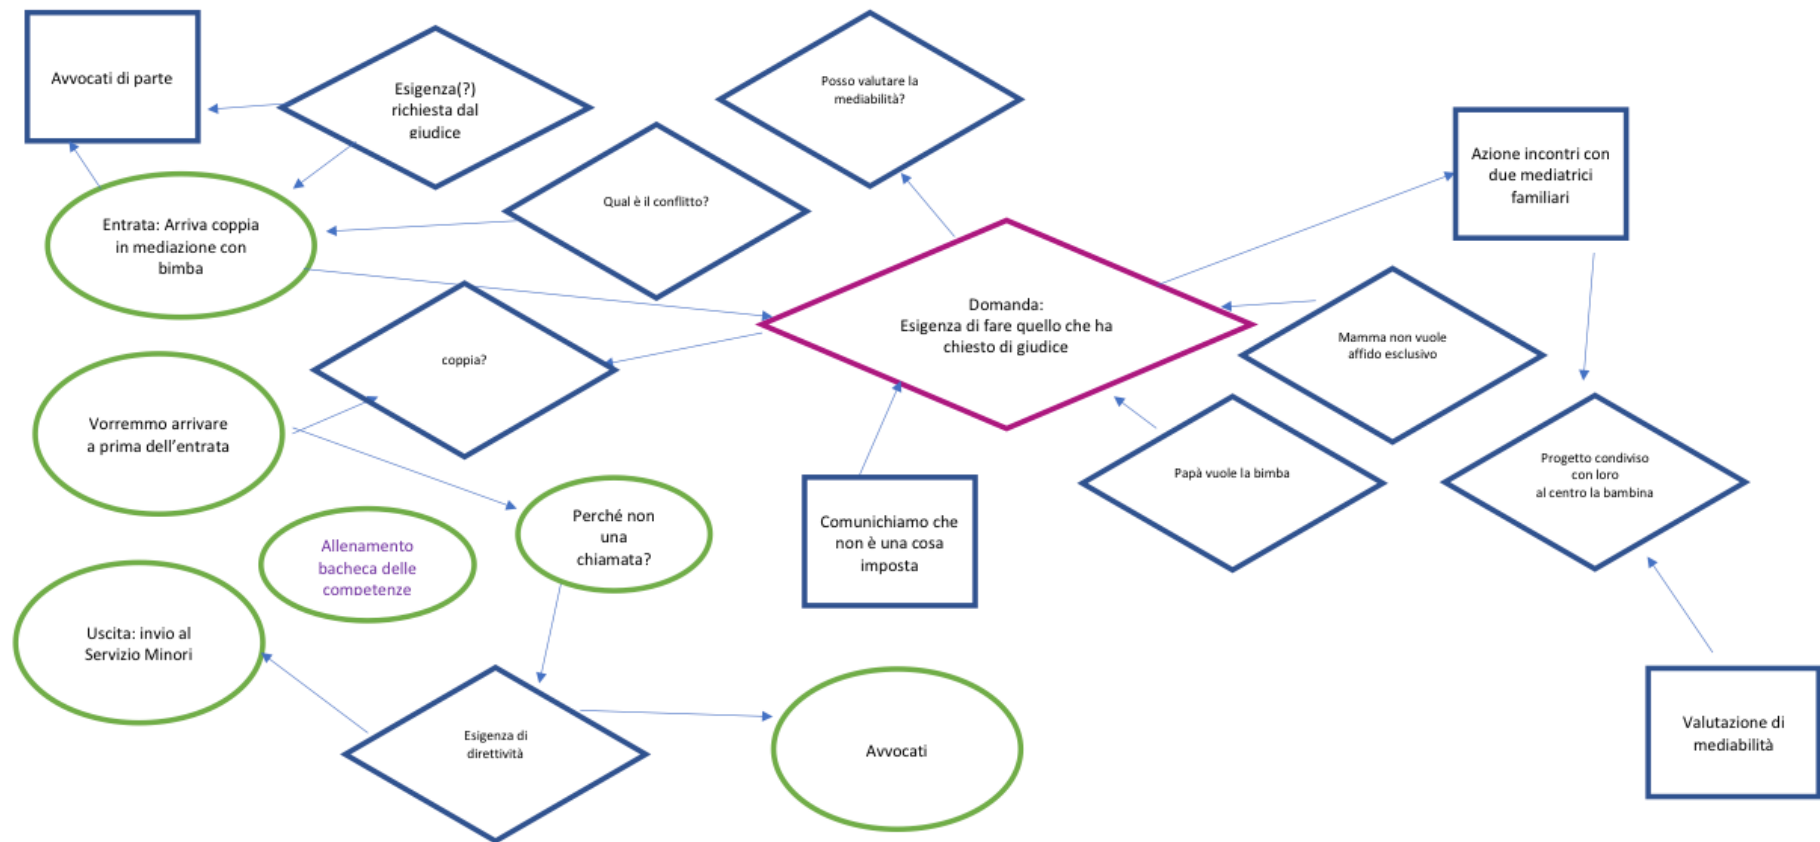 Avvocati di parte
Esigenza(?)
richiesta dal
giudice
Posso valutare la
mediabilità?
Azione incontri con
due mediatrici
familiari
Qual è il conflitto?
Entrata: Arriva coppia
in mediazione con
bimba
Domanda:
Esigenza di fare quello che ha
chiesto di giudice
Mamma non vuole
affido esclusivo
coppia?
Vorremmo arrivare
a prima dell'entrata
Papà vuole la bimba
Progetto condiviso
con loro
al centro la bambina
Perché non
una
chiamata?
Comunichiamo che
non è una cosa
imposta
Allenamento
bacheca delle
competenze
Uscita: invio al
Servizio Minori
Esigenza di
direttività
Avvocati
Valutazione di
mediabilità